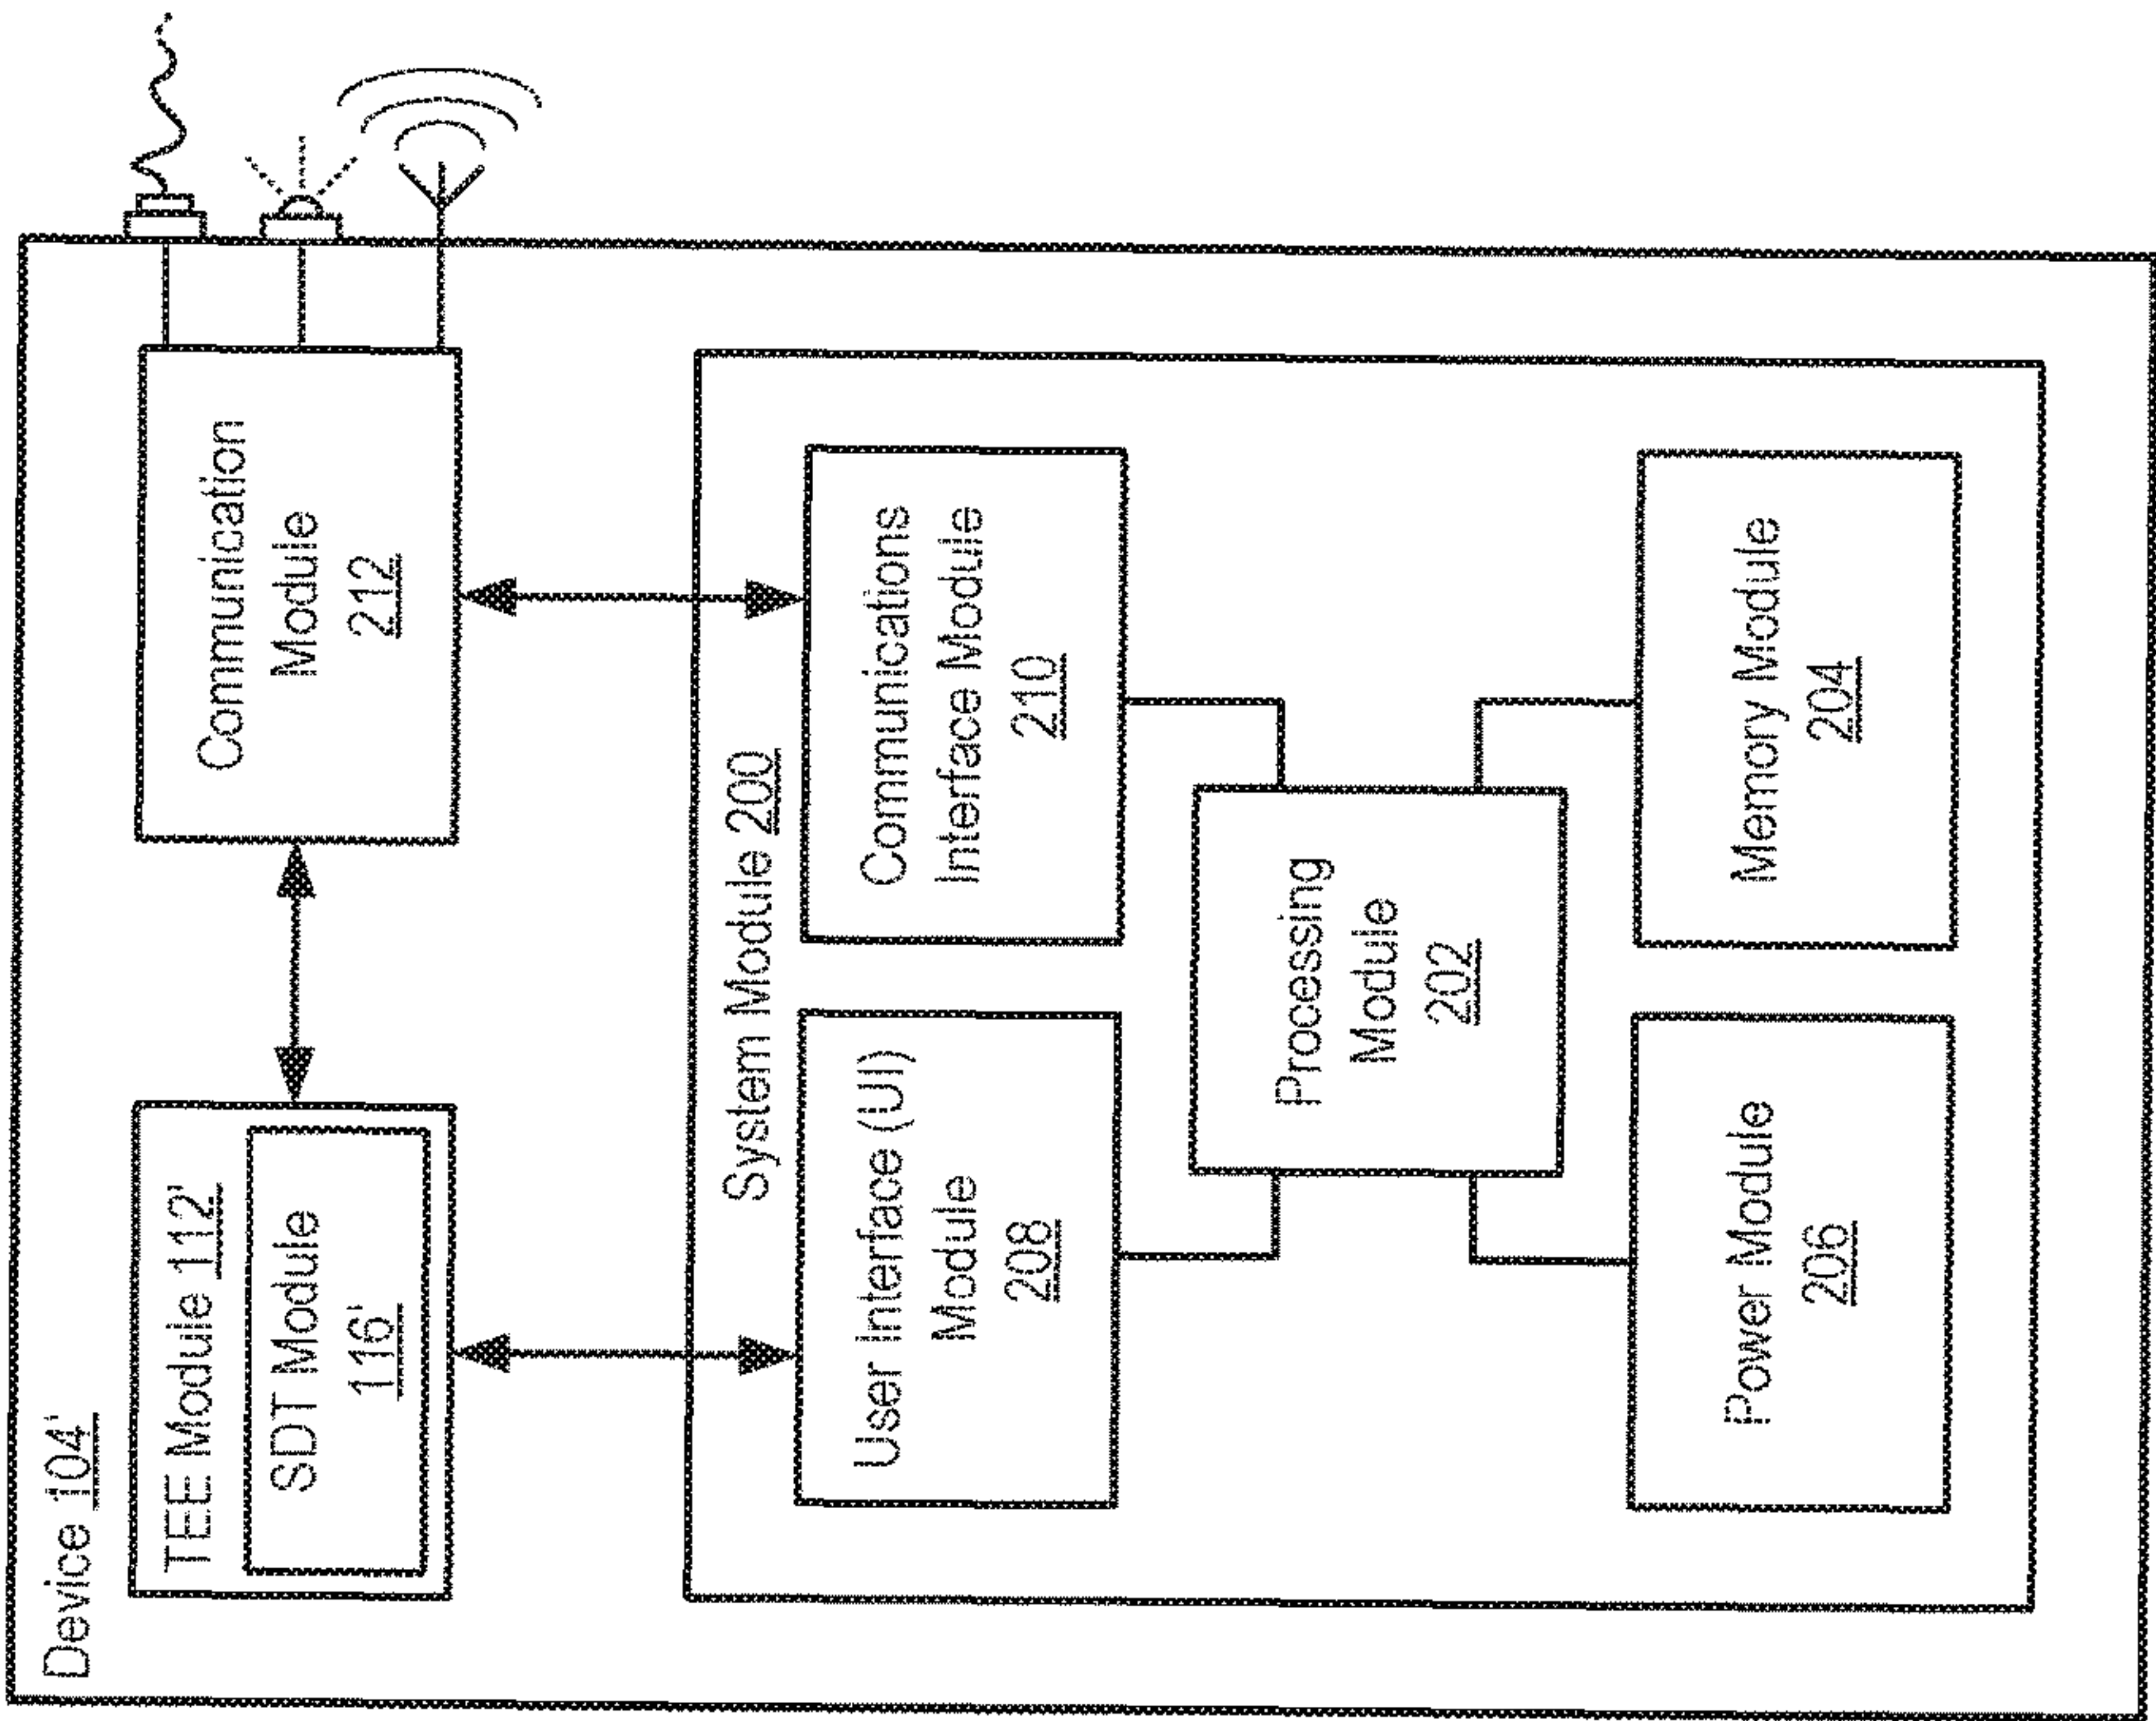 Device 104'
TEE Module 112'
SDT Module
116'
Communication
Module
212
System Module 200
User Interface (UI)
Module
208
Communications
Interface Module
210
Processing
Module
202
Power Module
206
Memory Module
204